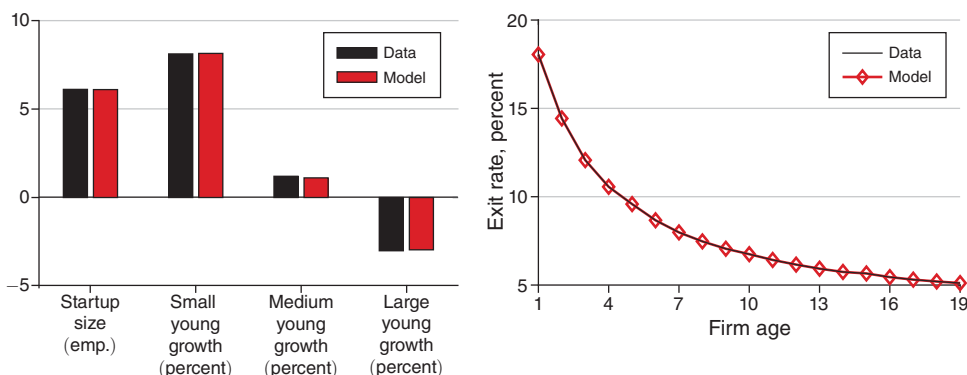 10
5
0
−5
Data
Model
Startup
size
(emp.)
Small
young
growth
(percent)
Medium
young
growth
(percent)
Large
young
growth
(percent)
Exit rate, percent
20
15
10
5
Data
Model
1 4 7 10 13 16 19
Firm age